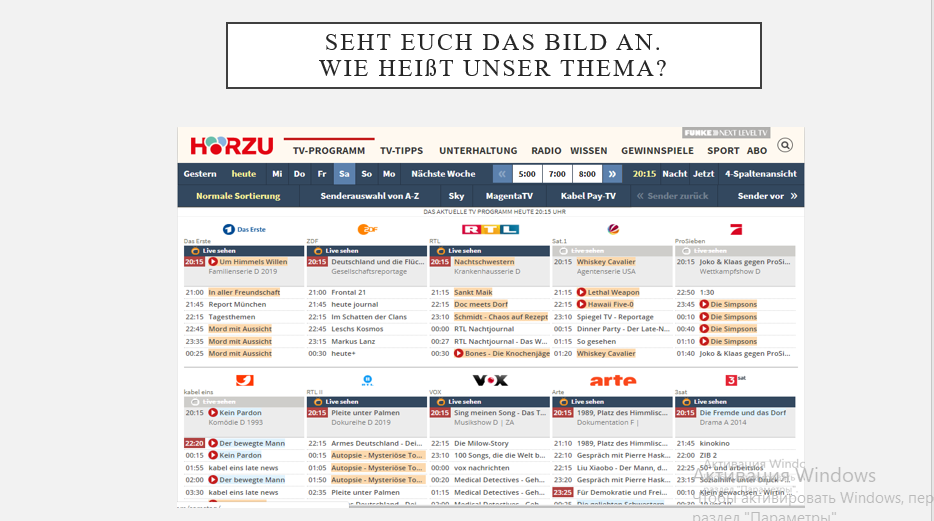 SEHT EUCH DAS BILD AN.
WIE HEIßT UNSER THEMA?
FUNKE NEXT LEVEL TV
HÖRZU TV-PROGRAMM TV-TIPPS UNTERHALTUNG RADIO WISSEN GEWINNSPIELE SPORT ABO
Gestern heute Mi Do Fr Sa So Mo Nächste Woche « 5:00 7:00 8:00 » 20:15 Nacht Jetzt 4-Spaltenansicht
Normale Sortierung Senderauswahl von A-Z Sky MagentaTV Kabel Pay-TV « Sender zurück Sender vor »
DAS AKTUELLE TV PROGRAMM HEUTE 20:15 UHR
Das Erste ZDF RTL
Das Erste ZDF RTL Sat.1 ProSieben
Live sehen Live sehen Live sehen Live sehen Live sehen
20:15 Um Himmels Willen 20:15 Deutschland und die Flüc... 20:15 Nachtschwestern 20:15 Whiskey Cavalier 20:15 Joko & Klaas gegen ProSi...
Familienserie D 2019 Gesellschaftsreportage Krankenhausserie D Agentenserie USA Wettkampfshow D
21:00 In aller Freundschaft 21:00 Frontal 21 21:15 Sankt Maik 21:15 Lethal Weapon 22:50 1:30
21:45 Report München 21:45 heute journal 22:15 Doc meets Dorf 22:15 Hawaii Five-0 23:45 Die Simpsons
22:15 Tagesthemen 22:15 Im Schatten der Clans 23:10 Schmidt - Chaos auf Rezept 23:10 Spiegel TV - Reportage 00:10 Die Simpsons
22:45 Mord mit Aussicht 22:45 Leschs Kosmos 00:00 RTL Nachtjournal 00:15 Dinner Party - Der Late-N... 00:40 Die Simpsons
23:35 Mord mit Aussicht 23:15 Markus Lanz 00:27 RTL Nachtjournal - Das W... 01:15 So gesehen 01:10 Die Simpsons
00:25 Mord mit Aussicht 00:30 heute+ 00:30 Bones - Die Knochenjäge 01:20 Whiskey Cavalier 01:40 Joko & Klaas gegen ProSi...
VOX arte 3sat
kabel eins RTL II VOX Arte 3sat
Live sehen Live sehen Live sehen Live sehen Live sehen
20:15 Kein Pardon 20:15 Pleite unter Palmen 20:15 Sing meinen Song - Das T... 20:15 1989, Platz des Himmlisc... 20:15 Die Fremde und das Dorf
Komödie D 1993 Dokureihe D 2019 Musikshow D | ZA Dokumentation F | Drama A 2014
22:20 Der bewegte Mann 22:15 Armes Deutschland - Dei... 22:15 Die Milow-Story 21:10 1989, Platz des Himmlisc... 21:45 kinokino
00:15 Kein Pardon 00:15 Autopsie - Mysteriöse To... 23:10 100 Songs, die die Welt b... 22:10 Gespräch mit Pierre Hask... 22:00 ZIB 2
01:55 kabel eins late news 01:05 Autopsie - Mysteriöse To... 00:00 vox nachrichten 22:15 Liu Xiaobo - Der Mann, d... 22:25 50+ und arbeitslos
02:00 Der bewegte Mann 01:50 Autopsie - Mysteriöse To... 00:20 Medical Detectives - Geh... 23:20 Gespräch mit Pierre Hask... 23:15 Sozialhilfe unter Druck
03:30 kabel eins late news 02:35 Pleite unter Palmen 01:15 Medical Detectives - Geh... 23:25 Für Demokratie und Frei... 00:10 Klein gewachsen - Wirtin
Активация Windows
Чтобы активировать Windows, пер
раздел "Параметры"